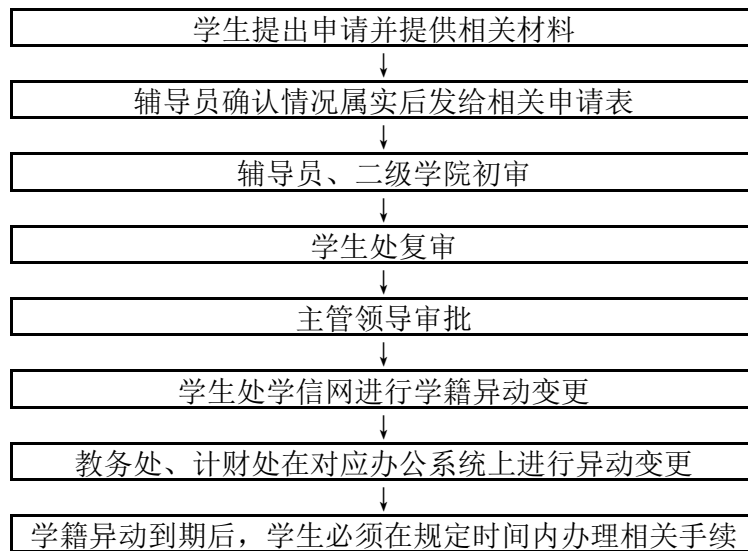 学生提出申请并提供相关材料
↓
辅导员确认情况属实后发给相关申请表
↓
辅导员、二级学院初审
↓
学生处复审
↓
主管领导审批
↓
学生处学信网进行学籍异动变更
↓
教务处、计财处在对应办公系统上进行异动变更
↓
学籍异动到期后，学生必须在规定时间内办理相关手续